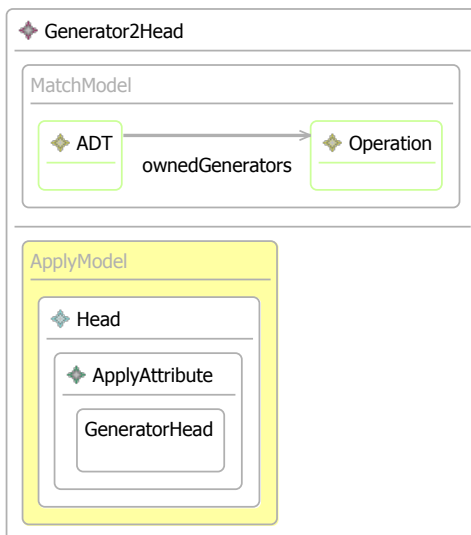 Generator2Head
MatchModel
ADT
Operation
ownedGenerators
ApplyModel
Head
ApplyAttribute
GeneratorHead